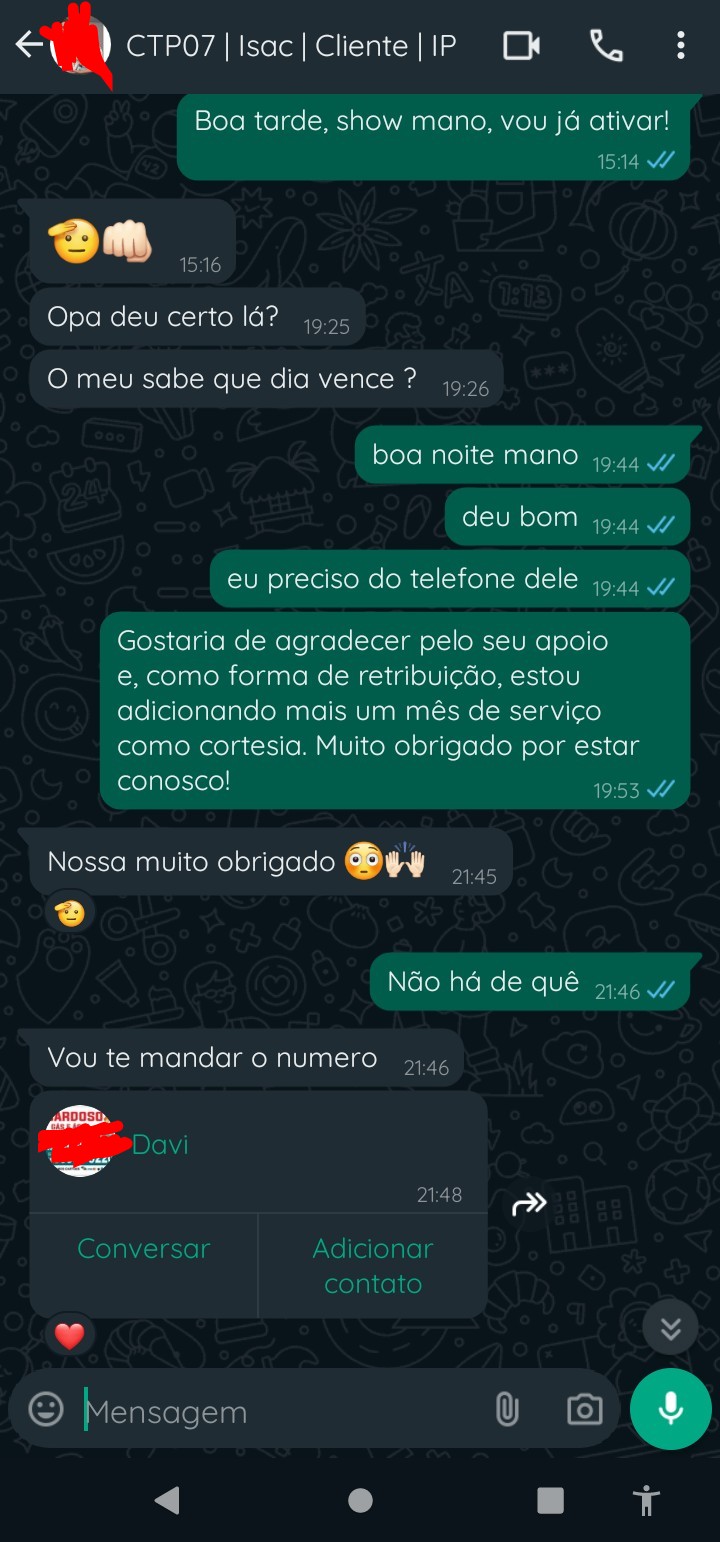 CTP07 | Isac | Cliente | IP
Boa tarde, show mano, vou já ativar!
15:14
🫡👊🏻
15:16
Opa deu certo lá?
19:25
O meu sabe que dia vence ?
19:26
boa noite mano
19:44
deu bom
19:44
eu preciso do telefone dele
19:44
Gostaria de agradecer pelo seu apoio
e, como forma de retribuição, estou
adicionando mais um mês de serviço
como cortesia. Muito obrigado por estar
conosco!
19:53
Nossa muito obrigado 😳🙌🏻
21:45
🫡
Não há de quê
21:46
Vou te mandar o numero
21:46
Davi
21:48
Conversar
Adicionar
contato
❤️
Mensagem